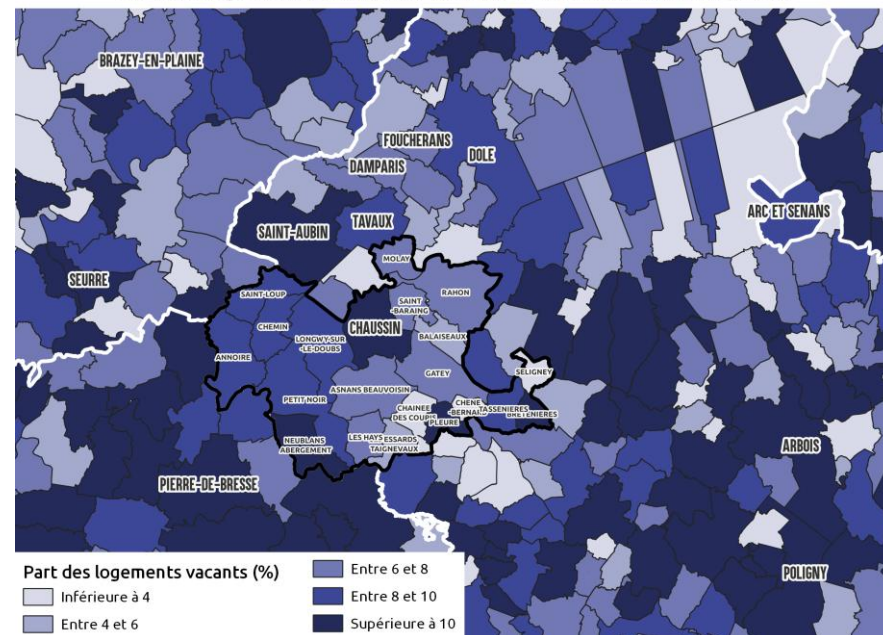 BRAZEY-EN-PLAINE
FOUCHERANS
DOLE
DAMPARIS
ARC ET SENANS
TAVAUX
SAINT-AUBIN
MOLAY
SEURRE
SAINT-LOUP
RAHON
SAINT
-BARAING
CHEMIN
CHAUSSIN
LONGWY-SUR
-LE-DOUBS
BALAISEAUX
ANNOIRE
SELIGNEY
GATEY
ASNANS BEAUVOISIN
PETIT NOIR
CHAINEE
DES COUPIS
CHENE
-BERNARD
TASSENIERES
BRETENIERES
PLEURE
LES HAYS
ESSARDS
TAIGNEVAUX
NEUBLANS
ABERGEMENT
ARBOIS
PIERRE-DE-BRESSE
POLIGNY
Part des logements vacants (%)
Inférieure à 4
Entre 4 et 6
Entre 6 et 8
Entre 8 et 10
Supérieure à 10